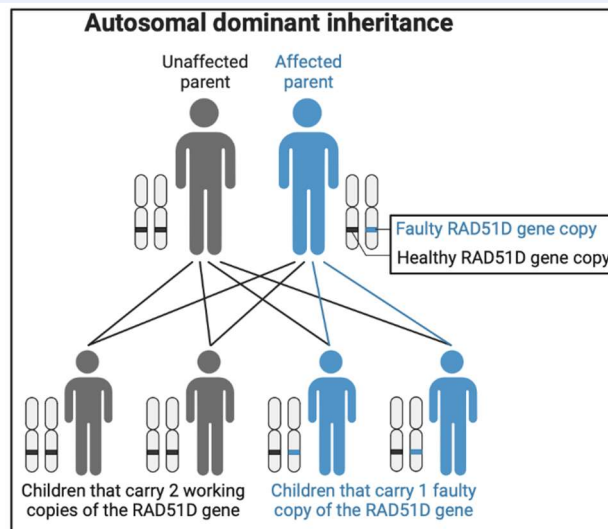 Autosomal dominant inheritance
Unaffected
parent
Affected
parent
Faulty RAD51D gene copy
Healthy RAD51D gene copy
Children that carry 2 working
copies of the RAD51D gene
Children that carry 1 faulty
copy of the RAD51D gene